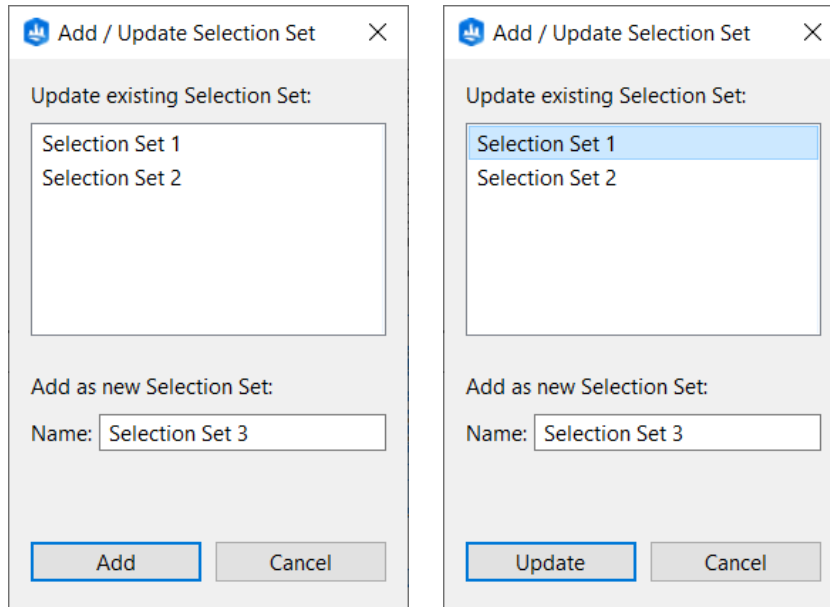 Add / Update Selection Set
Update existing Selection Set:
Selection Set 1
Selection Set 2
Add as new Selection Set:
Name: Selection Set 3
Add Cancel
Add / Update Selection Set
Update existing Selection Set:
Selection Set 1
Selection Set 2
Add as new Selection Set:
Name: Selection Set 3
Update Cancel